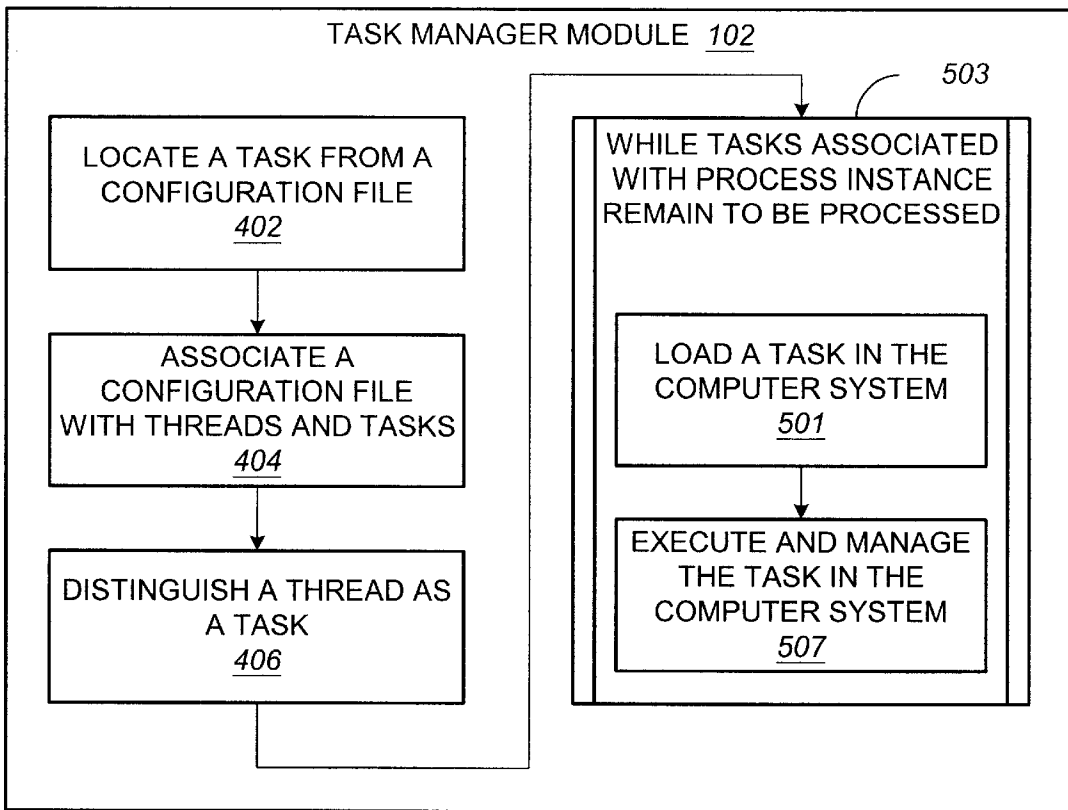 TASK MANAGER MODULE 102
LOCATE A TASK FROM A
CONFIGURATION FILE
402
ASSOCIATE A
CONFIGURATION FILE
WITH THREADS AND TASKS
404
DISTINGUISH A THREAD AS
A TASK
406
503
WHILE TASKS ASSOCIATED
WITH PROCESS INSTANCE
REMAIN TO BE PROCESSED
LOAD A TASK IN THE
COMPUTER SYSTEM
501
EXECUTE AND MANAGE
THE TASK IN THE
COMPUTER SYSTEM
507